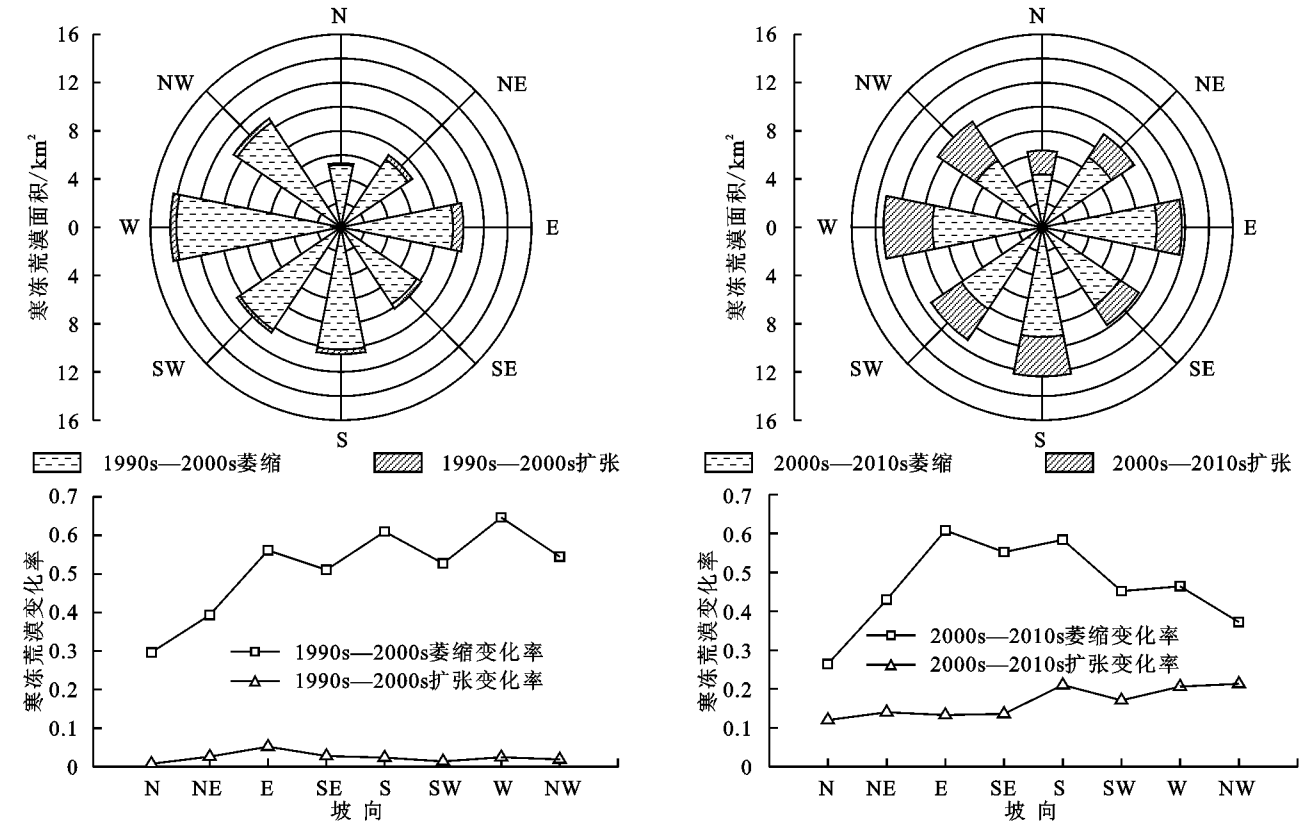 N
16
12
8
4
0
4
8
12
16
寒冻荒漠面积/km²
NW
NE
W
E
SW
SE
S
1990s—2000s萎缩
1990s—2000s扩张
N
16
12
8
4
0
4
8
12
16
寒冻荒漠面积/km²
NW
NE
W
E
SW
SE
S
2000s—2010s萎缩
2000s—2010s扩张
0.7
0.6
0.5
0.4
0.3
0.2
0.1
0
寒冻荒漠变化率
1990s—2000s萎缩变化率
1990s—2000s扩张变化率
N NE E SE S SW W NW
坡 向
0.7
0.6
0.5
0.4
0.3
0.2
0.1
0
寒冻荒漠变化率
2000s—2010s萎缩变化率
2000s—2010s扩张变化率
N NE E SE S SW W NW
坡 向